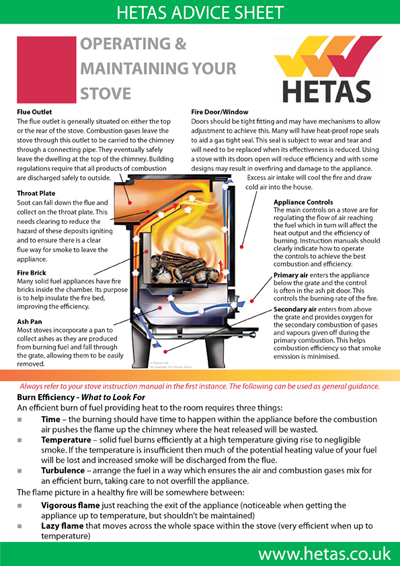 HETAS ADVICE SHEET
OPERATING &
MAINTAINING YOUR
STOVE
HETAS
Flue Outlet
The flue outlet is generally situated on either the top
or the rear of the stove. Combustion gases leave the
stove through this outlet to be carried to the chimney
through a connecting pipe. They eventually safely
leave the dwelling at the top of the chimney. Building
regulations require that all products of combustion
are discharged safely to outside.
Throat Plate
Soot can fall down the flue and
collect on the throat plate. This
needs clearing to reduce the
hazard of these deposits igniting
and to ensure there is a clear
flue way for smoke to leave the
appliance.
Fire Brick
Many solid fuel appliances have fire
bricks inside the chamber. Its purpose
is to help insulate the fire bed,
improving the efficiency.
Ash Pan
Most stoves incorporate a pan to
collect ashes as they are produced
from burning fuel and fall through
the grate, allowing them to be easily
removed.
Fire Door/Window
Doors should be tight fitting and may have mechanisms to allow
adjustment to achieve this. Many will have heat-proof rope seals
to aid a gas tight seal. This seal is subject to wear and tear and
will need to be replaced when its effectiveness is reduced. Using
a stove with its doors open will reduce efficiency and with some
designs may result in overfiring and damage to the appliance.
Excess air intake will cool the fire and draw
cold air into the house.
Appliance Controls
The main controls on a stove are for
regulating the flow of air reaching
the fuel which in turn will affect the
heat output and the efficiency of
burning. Instruction manuals should
clearly indicate how to operate
the controls to achieve the best
combustion and efficiency.
Primary air enters the appliance
below the grate and the control
is often in the ash pit door. This
controls the burning rate of the fire.
Secondary air enters from above
the grate and provides oxygen for
the secondary combustion of gases
and vapours given off during the
primary combustion. This helps
combustion efficiency so that smoke
emission is minimised.
Always refer to your stove instruction manual in the first instance. The following can be used as general guidance.
Burn Efficiency - What to Look For
An efficient burn of fuel providing heat to the room requires three things:
■ Time – the burning should have time to happen within the appliance before the combustion
air pushes the flame up the chimney where the heat released will be wasted.
■ Temperature – solid fuel burns efficiently at a high temperature giving rise to negligible
smoke. If the temperature is insufficient then much of the potential heating value of your fuel
will be lost and increased smoke will be discharged from the flue.
■ Turbulence – arrange the fuel in a way which ensures the air and combustion gases mix for
an efficient burn, taking care to not overfill the appliance.
The flame picture in a healthy fire will be somewhere between:
■ Vigorous flame just reaching the exit of the appliance (noticeable when getting the
appliance up to temperature, but shouldn't be maintained)
■ Lazy flame that moves across the whole space within the stove (very efficient when up to
temperature)
www.hetas.co.uk